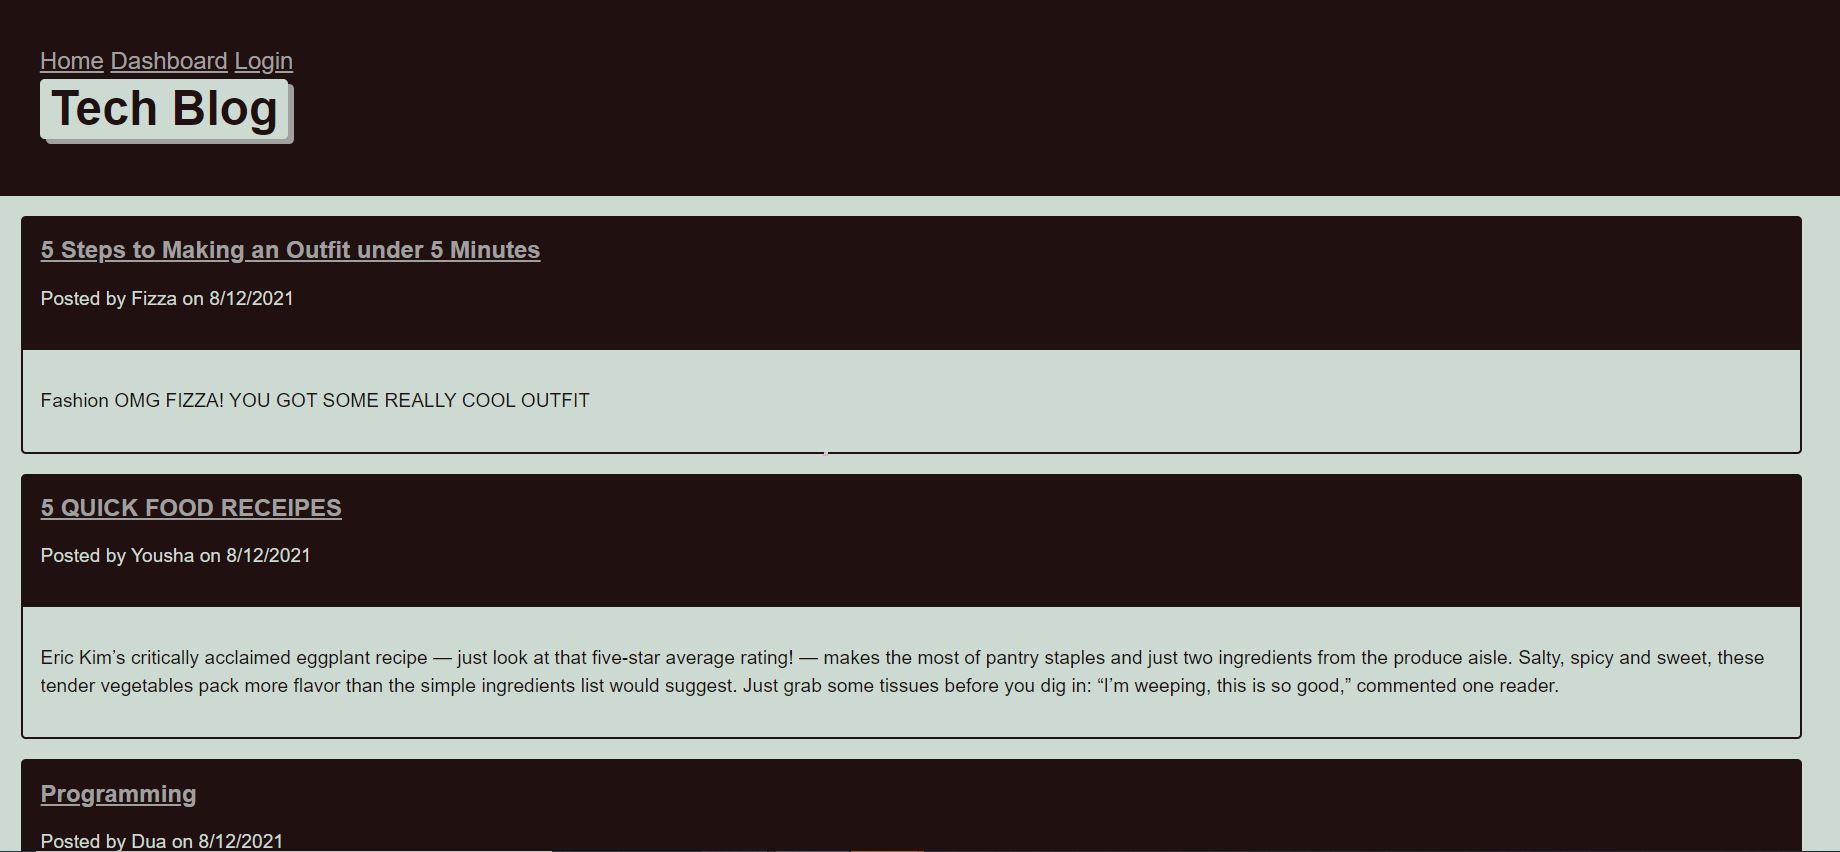 Home Dashboard Login
Tech Blog
5 Steps to Making an Outfit under 5 Minutes
Posted by Fizza on 8/12/2021
Fashion OMG FIZZA! YOU GOT SOME REALLY COOL OUTFIT
5 QUICK FOOD RECEIPES
Posted by Yousha on 8/12/2021
Eric Kim’s critically acclaimed eggplant recipe — just look at that five-star average rating! — makes the most of pantry staples and just two ingredients from the produce aisle. Salty, spicy and sweet, these
tender vegetables pack more flavor than the simple ingredients list would suggest. Just grab some tissues before you dig in: “I’m weeping, this is so good,” commented one reader.
Programming
Posted by Dua on 8/12/2021